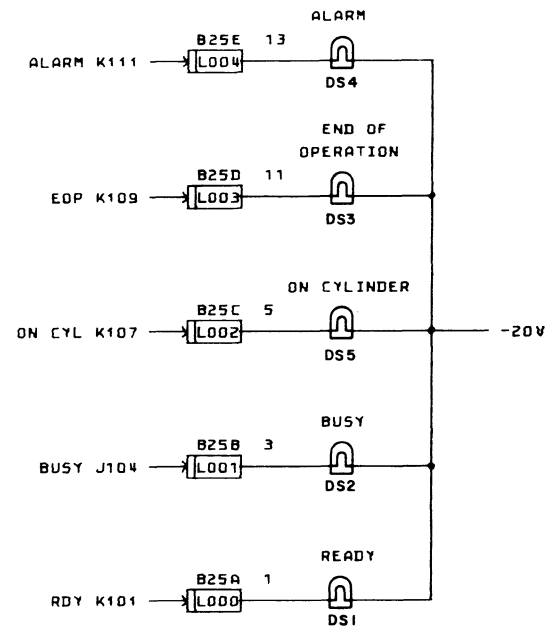 ALARM
B25E 13
ALARM K111 L004
DS4
END OF
OPERATION
B25D 11
EOP K109 L003
DS3
ON CYLINDER
B25C 5
ON CYL K107 L002 -20V
DS5
BUSY
B25B 3
BUSY J104 L001
DS2
READY
B25A 1
RDY K101 L000
DS1